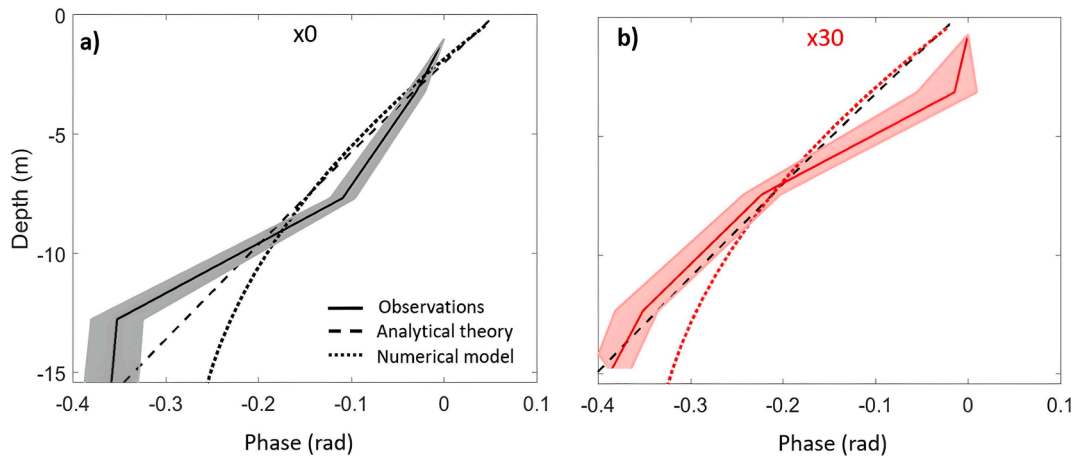 a)
x0
0
-5
-10
-15
Depth (m)
Observations
Analytical theory
Numerical model
-0.4 -0.3 -0.2 -0.1 0 0.1
Phase (rad)
b)
x30
-0.4 -0.3 -0.2 -0.1 0 0.1
Phase (rad)